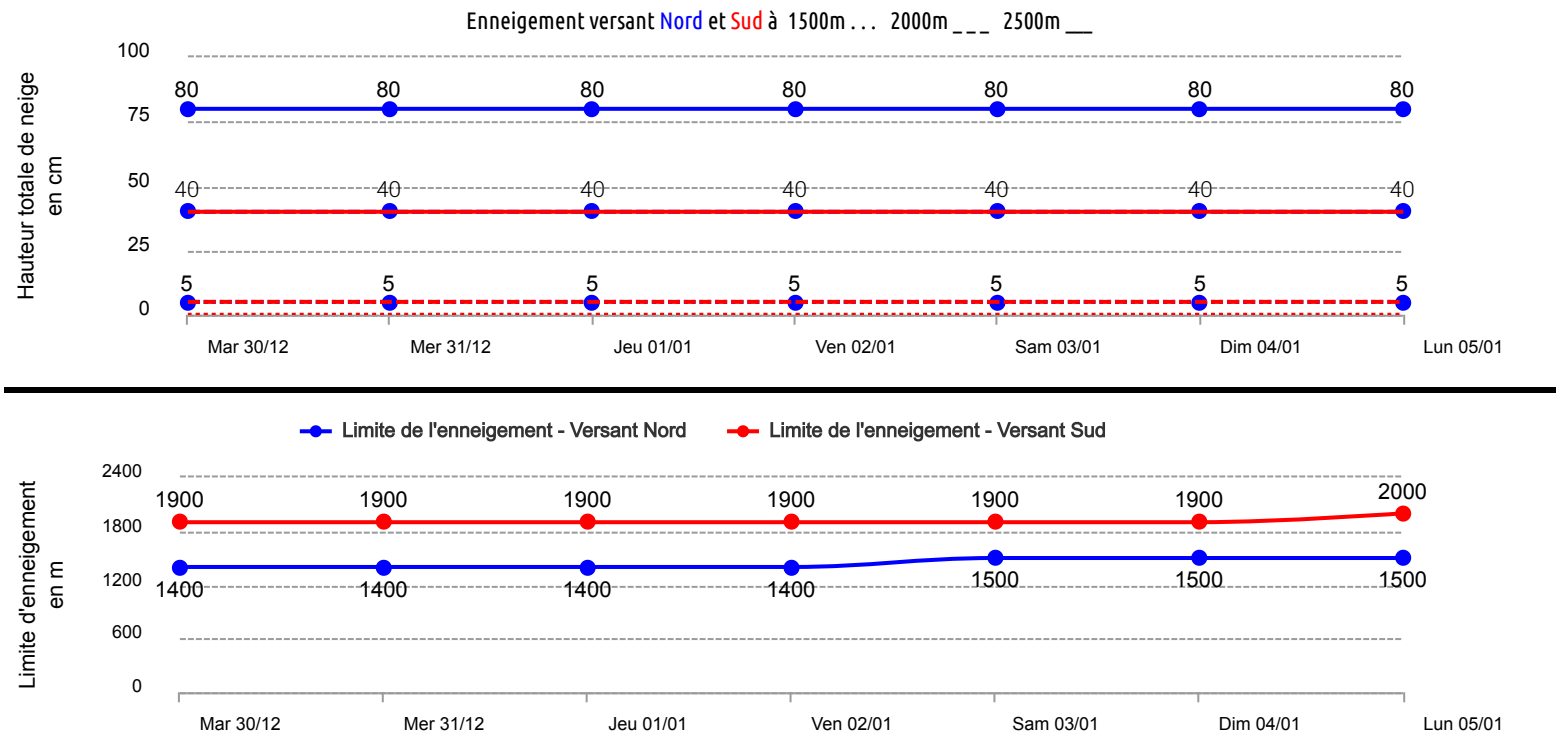 Enneigement versant Nord et Sud à 1500m . . . 2000m _ _ _ 2500m __
Hauteur totale de neige
en cm
100
80 80 80 80 80 80 80
75
50
40 40 40 40 40 40 40
25
5 5 5 5 5 5 5
0
Mar 30/12 Mer 31/12 Jeu 01/01 Ven 02/01 Sam 03/01 Dim 04/01 Lun 05/01
Limite de l'enneigement - Versant Nord Limite de l'enneigement - Versant Sud
Limite d'enneigement
en m
2400
1900 1900 1900 1900 1900 1900 2000
1800
1200
1400 1400 1400 1400 1500 1500 1500
600
0
Mar 30/12 Mer 31/12 Jeu 01/01 Ven 02/01 Sam 03/01 Dim 04/01 Lun 05/01